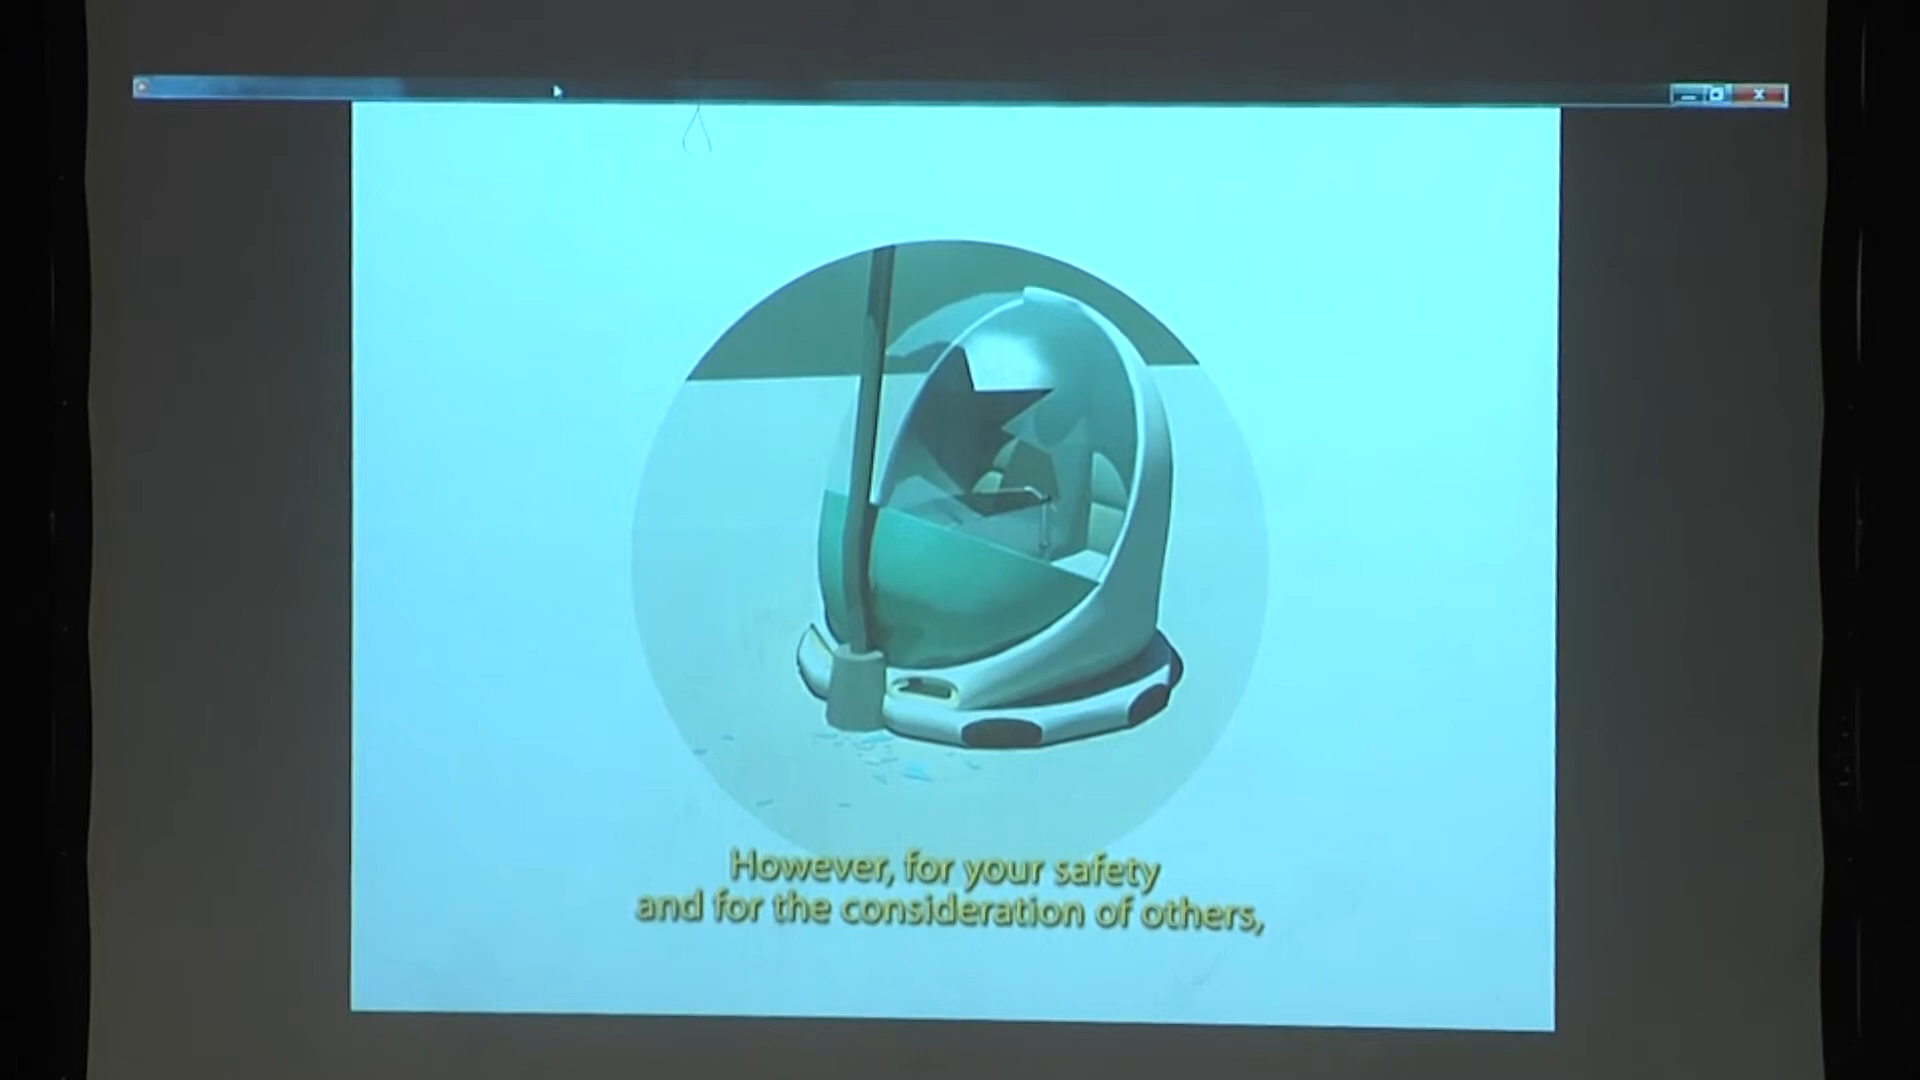 However, for your safety
and for the consideration of others,